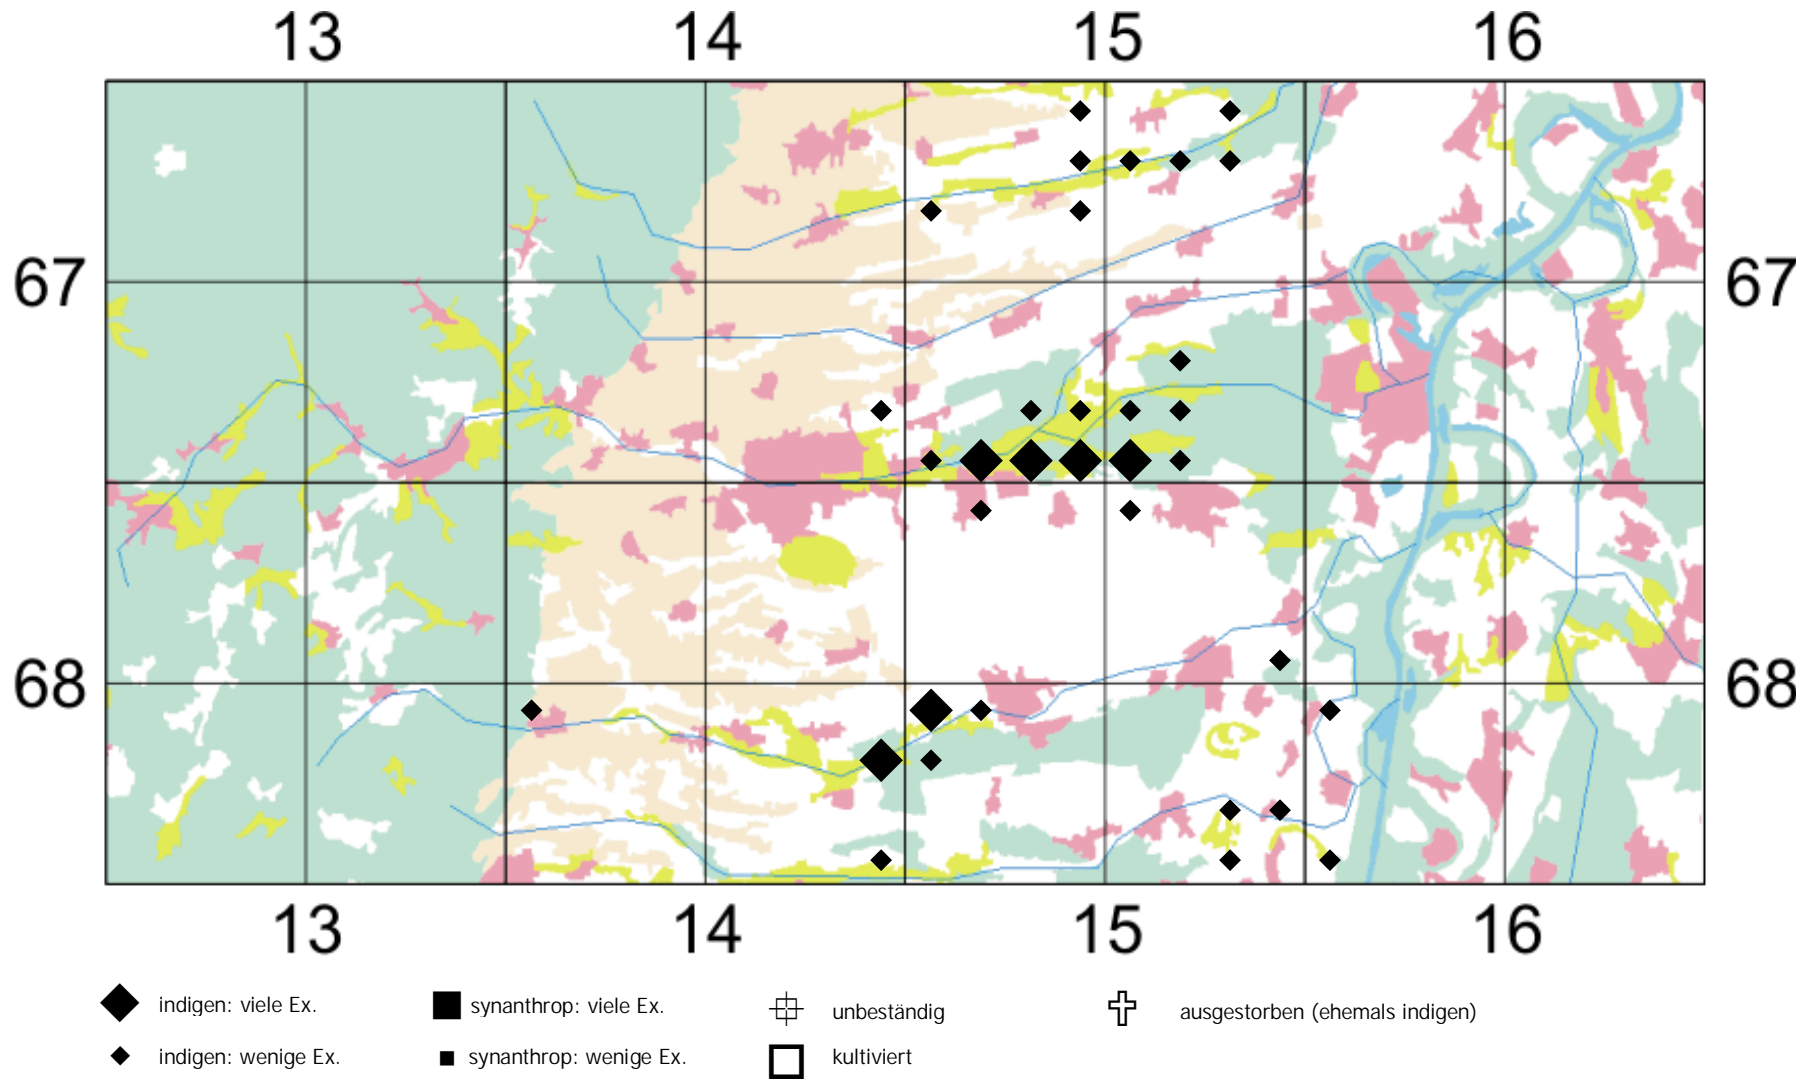 13 14 15 16
67 67
68 68
13 14 15 16
indigen: viele Ex. synanthrop: viele Ex. unbeständig ausgestorben (ehemals indigen)
indigen: wenige Ex. synanthrop: wenige Ex. kultiviert